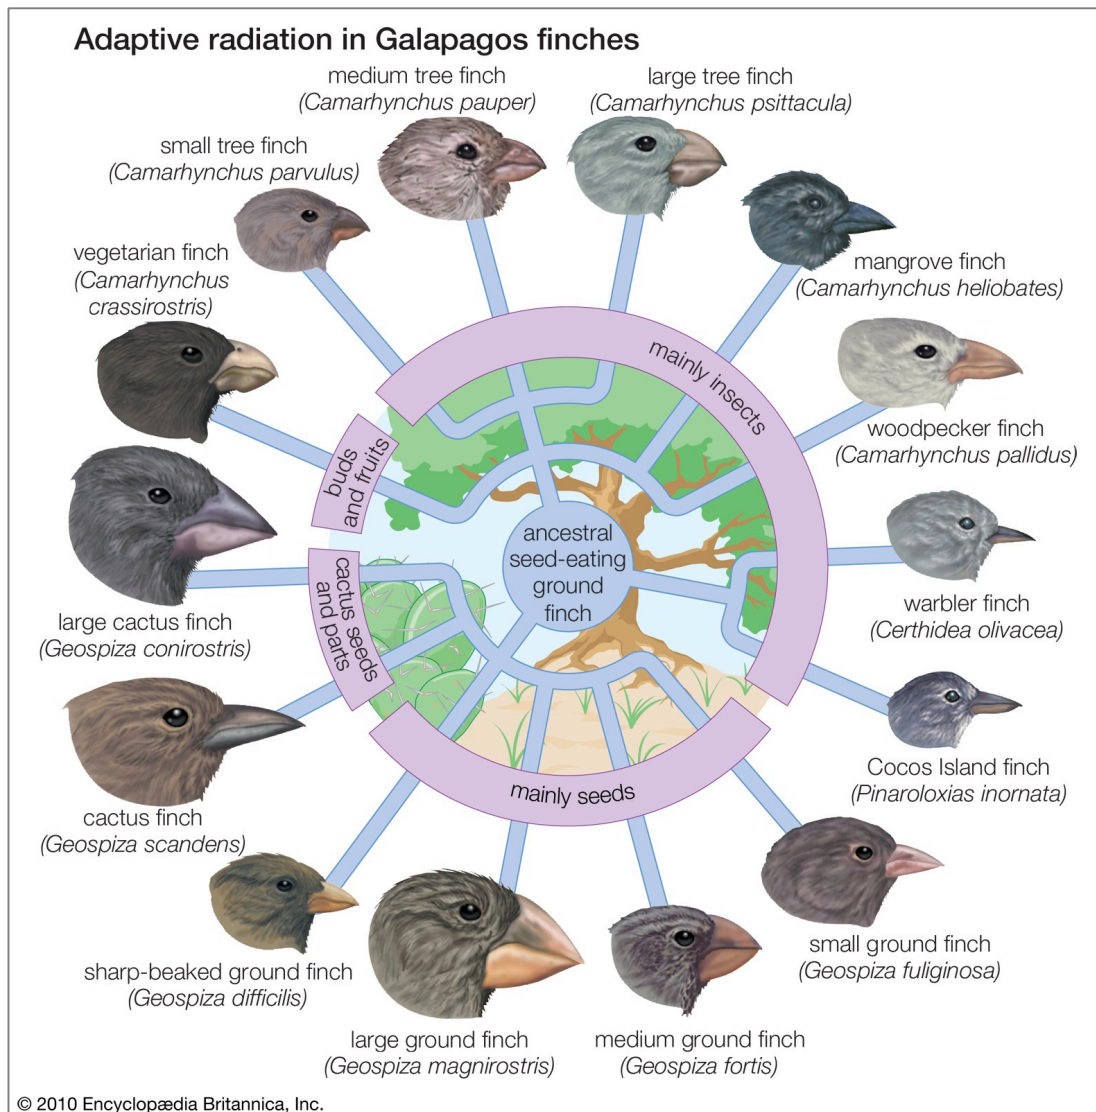 Adaptive radiation in Galapagos finches
medium tree finch
(Camarhynchus pauper)
large tree finch
(Camarhynchus psittacula)
small tree finch
(Camarhynchus parvulus)
mangrove finch
(Camarhynchus heliobates)
vegetarian finch
(Camarhynchus
crassirostris)
woodpecker finch
(Camarhynchus pallidus)
large cactus finch
(Geospiza conirostris)
warbler finch
(Certhidea olivacea)
cactus finch
(Geospiza scandens)
Cocos Island finch
(Pinaroloxias inornata)
sharp-beaked ground finch
(Geospiza difficilis)
small ground finch
(Geospiza fuliginosa)
large ground finch
(Geospiza magnirostris)
medium ground finch
(Geospiza fortis)
mainly insects
buds
and fruits
cactus seeds
and parts
mainly seeds
ancestral
seed-eating
ground
finch
© 2010 Encyclopædia Britannica, Inc.